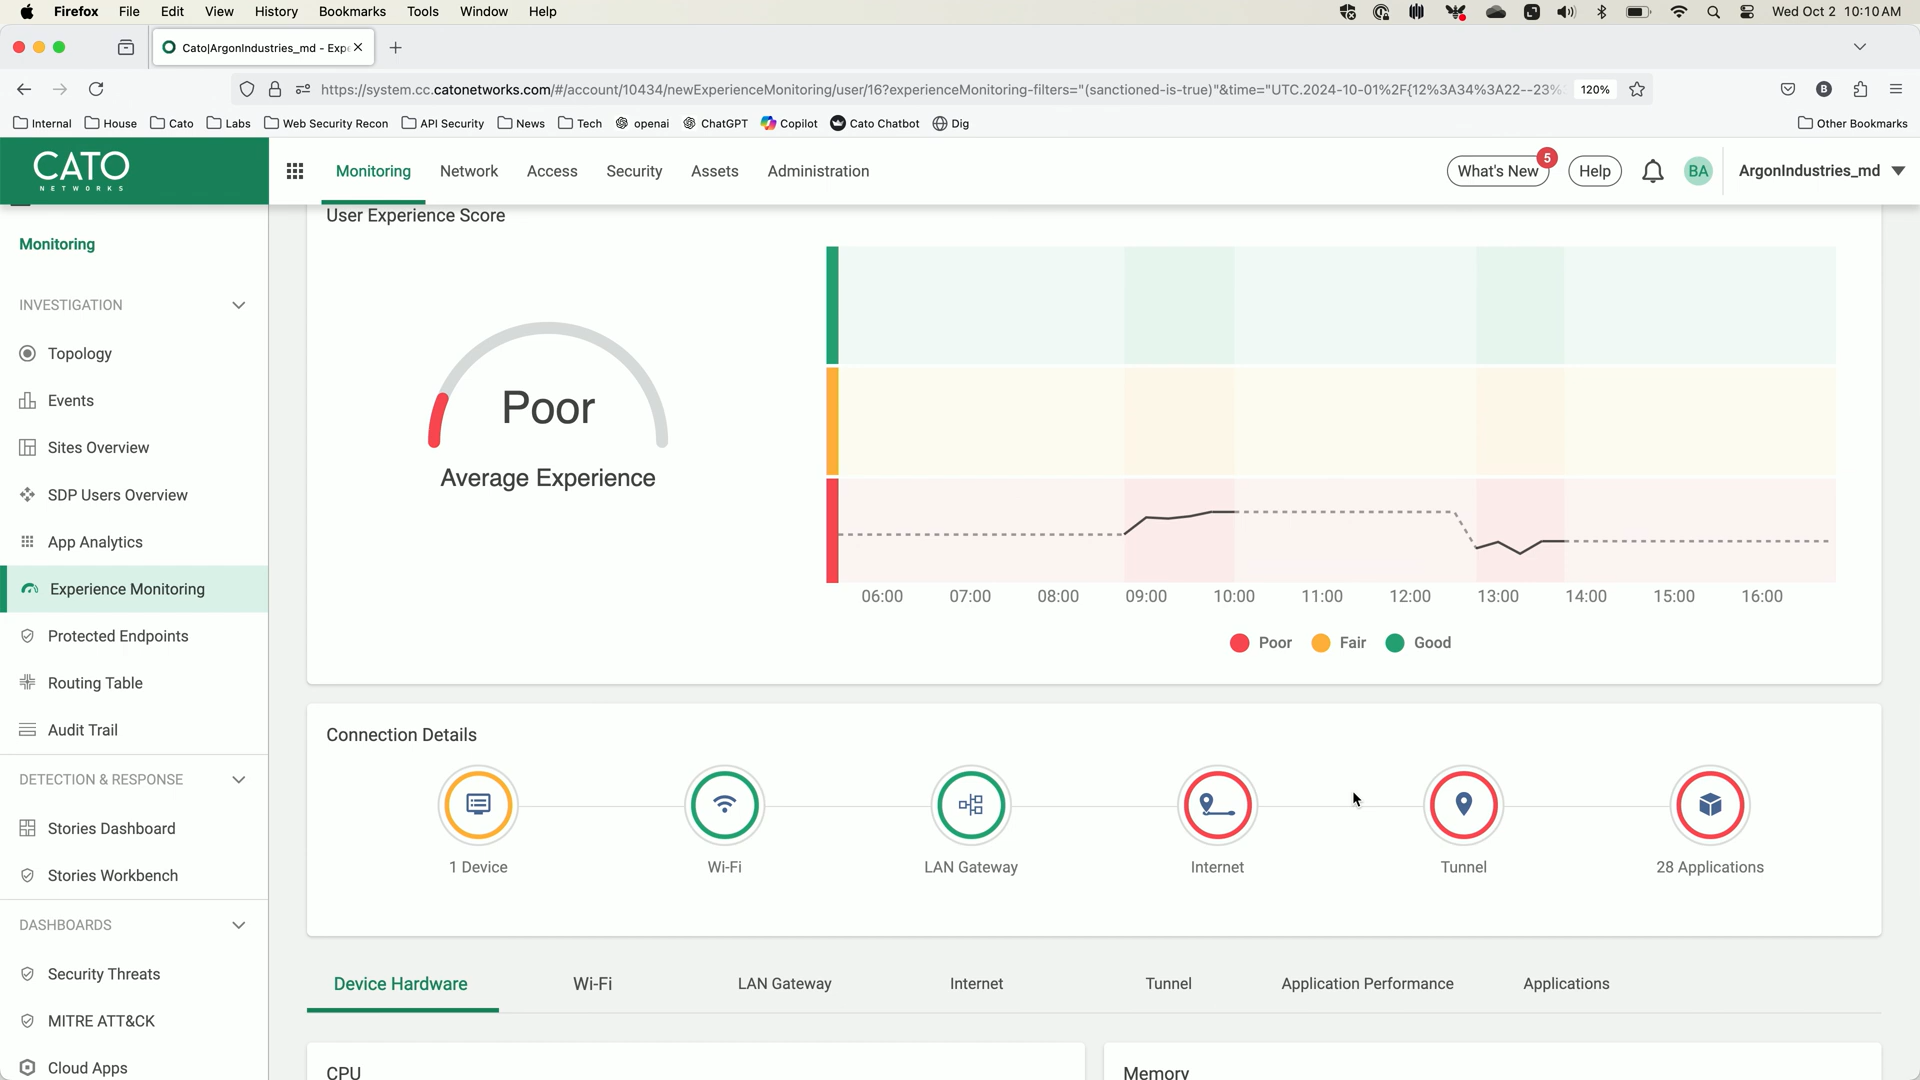 Firefox File Edit View History Bookmarks Tools Window Help Wed Oct 2 10:10 AM
Cato|ArgonIndustries_md - Expe
https://system.cc.catonetworks.com/#/account/10434/newExperienceMonitoring/user/16?experienceMonitoring-filters="(sanctioned-is-true)"&time="UTC.2024-10-01%2F{12%3A34%3A22--23% 120% B
Internal House Cato Labs Web Security Recon API Security News Tech openai ChatGPT Copilot Cato Chatbot Dig Other Bookmarks
CATO
NETWORKS
Monitoring Network Access Security Assets Administration What's New 5 Help BA ArgonIndustries_md
Monitoring
INVESTIGATION
Topology
Events
Sites Overview
SDP Users Overview
App Analytics
Experience Monitoring
Protected Endpoints
Routing Table
Audit Trail
DETECTION & RESPONSE
Stories Dashboard
Stories Workbench
DASHBOARDS
Security Threats
MITRE ATT&CK
Cloud Apps
User Experience Score
Poor
Average Experience
06:00 07:00 08:00 09:00 10:00 11:00 12:00 13:00 14:00 15:00 16:00
Poor Fair Good
Connection Details
1 Device Wi-Fi LAN Gateway Internet Tunnel 28 Applications
Device Hardware Wi-Fi LAN Gateway Internet Tunnel Application Performance Applications
CPU Memory